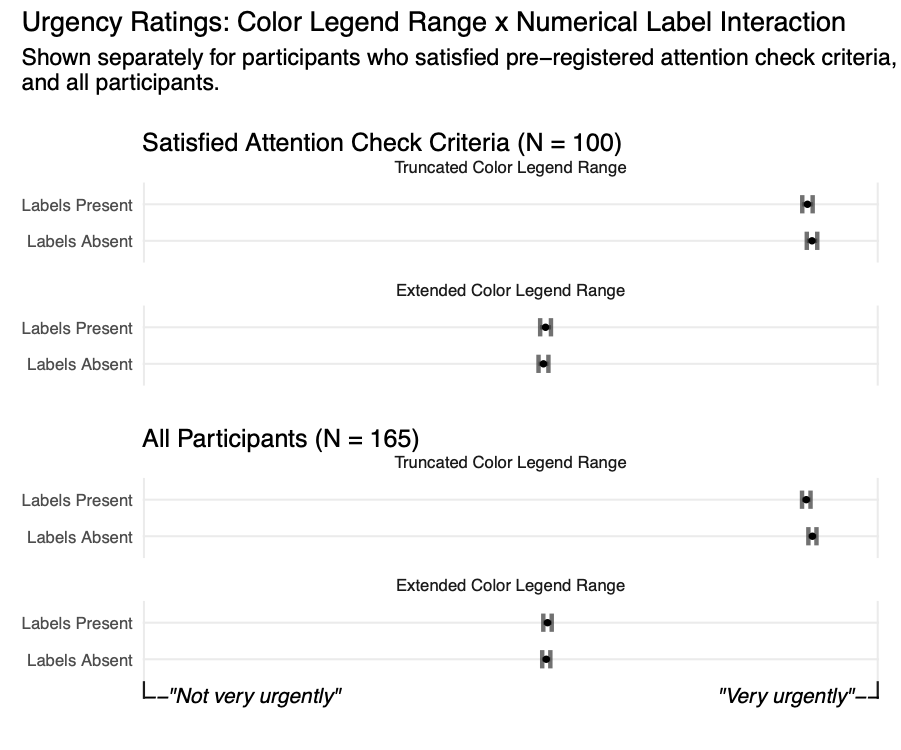 Urgency Ratings: Color Legend Range x Numerical Label Interaction
Shown separately for participants who satisfied pre−registered attention check criteria,
and all participants.
Satisfied Attention Check Criteria (N = 100)
Truncated Color Legend Range
Labels Present
Labels Absent
Extended Color Legend Range
Labels Present
Labels Absent
All Participants (N = 165)
Truncated Color Legend Range
Labels Present
Labels Absent
Extended Color Legend Range
Labels Present
Labels Absent
"Not very urgently" "Very urgently"